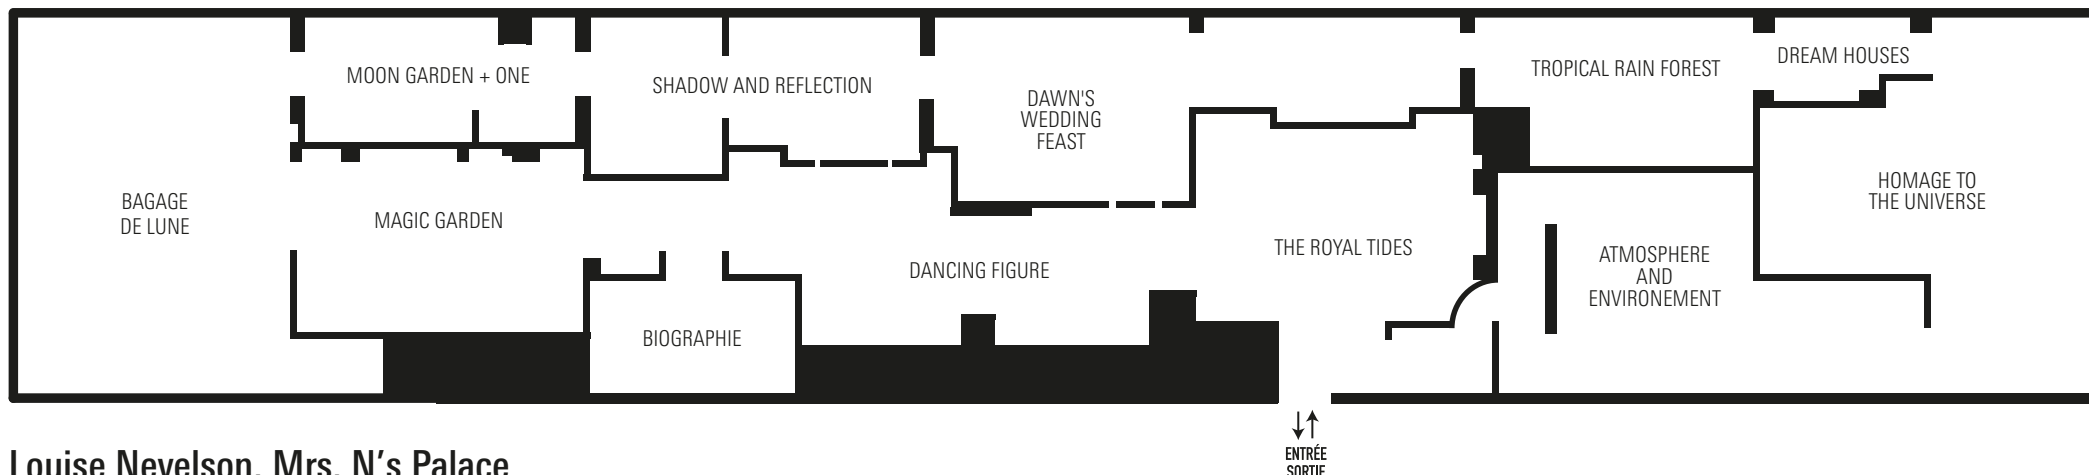 MOON GARDEN + ONE
SHADOW AND REFLECTION
DAWN'S
WEDDING
FEAST
TROPICAL RAIN FOREST
DREAM HOUSES
BAGAGE
DE LUNE
MAGIC GARDEN
DANCING FIGURE
THE ROYAL TIDES
ATMOSPHERE
AND
ENVIRONEMENT
HOMAGE TO
THE UNIVERSE
BIOGRAPHIE
ENTRÉE
SORTIE
Louise Nevelson. Mrs. N's Palace